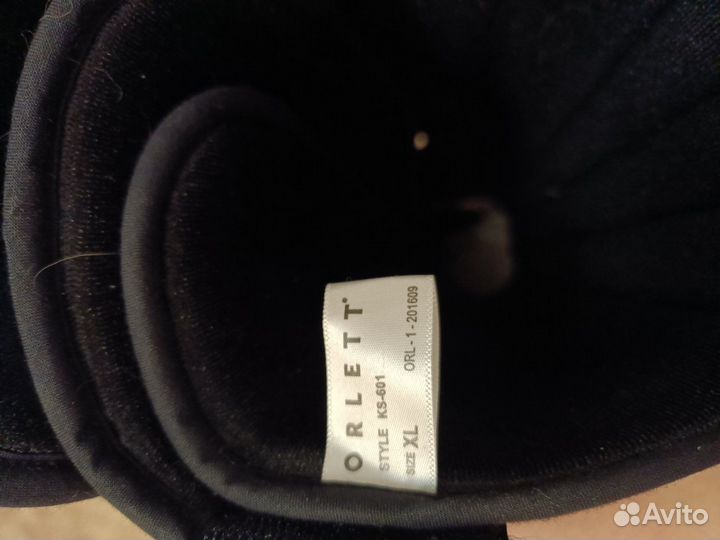 ORLETT
STYLE KS-601
SIZE XL ORL-1-201609
Avito